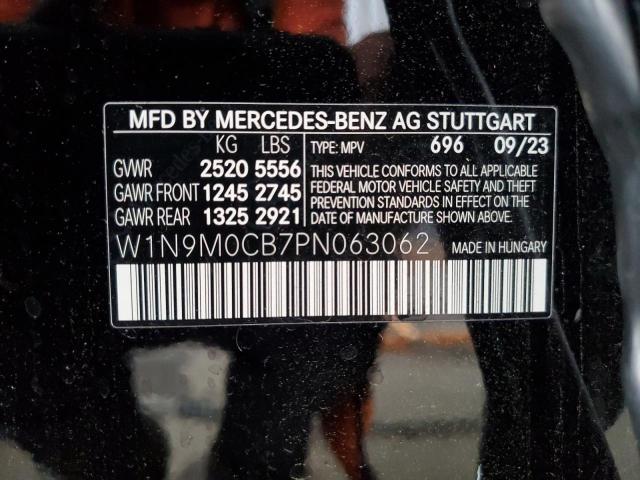 MFD BY MERCEDES-BENZ AG STUTTGART
KG LBS TYPE: MPV 696 09/23
GVWR 2520 5556
GAWR FRONT 1245 2745
GAWR REAR 1325 2921
THIS VEHICLE CONFORMS TO ALL APPLICABLE
FEDERAL MOTOR VEHICLE SAFETY AND THEFT
PREVENTION STANDARDS IN EFFECT ON THE
DATE OF MANUFACTURE SHOWN ABOVE.
W1N9M0CB7PN063062 MADE IN HUNGARY